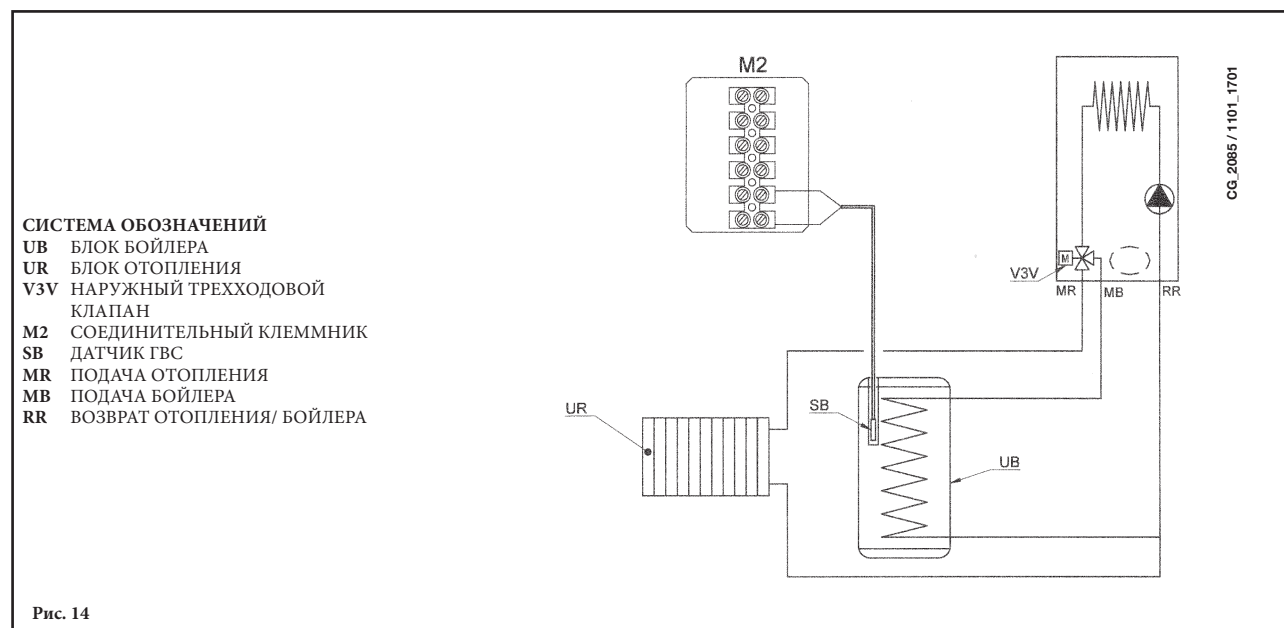 СИСТЕМА ОБОЗНАЧЕНИЙ
UB БЛОК БОЙЛЕРА
UR БЛОК ОТОПЛЕНИЯ
V3V НАРУЖНЫЙ ТРЕХХОДОВОЙ
КЛАПАН
M2 СОЕДИНИТЕЛЬНЫЙ КЛЕММНИК
SB ДАТЧИК ГВС
MR ПОДАЧА ОТОПЛЕНИЯ
MB ПОДАЧА БОЙЛЕРА
RR ВОЗВРАТ ОТОПЛЕНИЯ/ БОЙЛЕРА
M2
CG_2085 / 1101_1701
M
V3V
MR
MB
RR
UR
SB
UB
Рис. 14